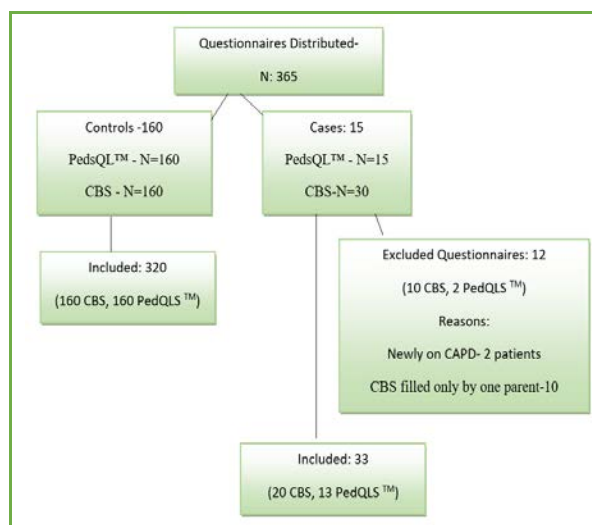 Questionnaires Distributed-
N: 365
Controls -160
PedsQL™ - N=160
CBS - N=160
Cases: 15
PedsQL™ - N=15
CBS-N=30
Included: 320
(160 CBS, 160 PedQLS ™)
Excluded Questionnaires: 12
(10 CBS, 2 PedQLS ™)
Reasons:
Newly on CAPD- 2 patients
CBS filled only by one parent-10
Included: 33
(20 CBS, 13 PedQLS ™)